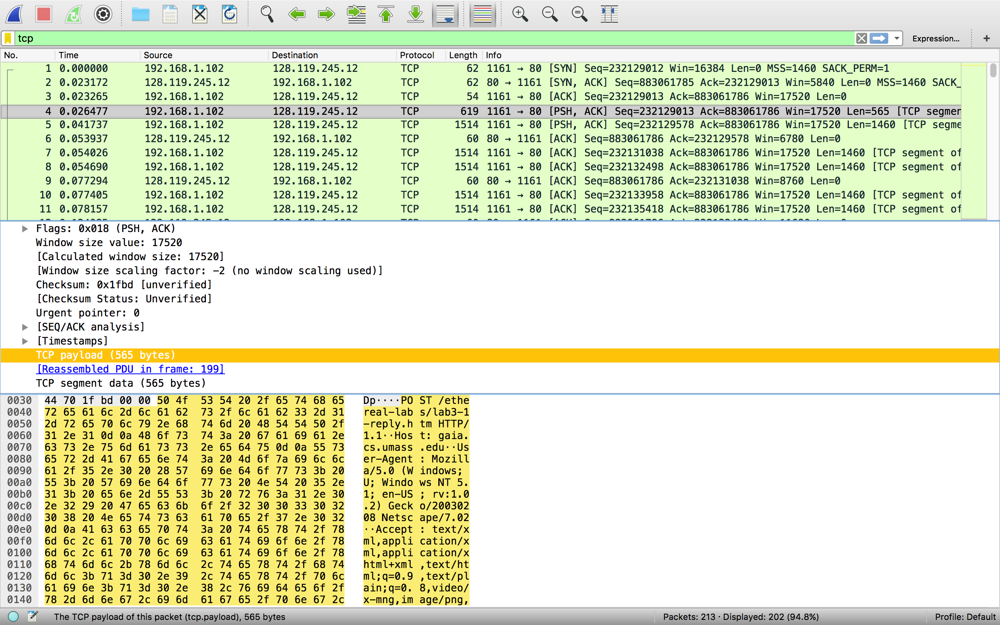 tcp
Expression...
+
No. Time Source Destination Protocol Length Info
1 0.000000 192.168.1.102 128.119.245.12 TCP 62 1161 → 80 [SYN] Seq=232129012 Win=16384 Len=0 MSS=1460 SACK_PERM=1
2 0.023172 128.119.245.12 192.168.1.102 TCP 62 80 → 1161 [SYN, ACK] Seq=883061785 Ack=232129013 Win=5840 Len=0 MSS=1460 SACK_
3 0.023265 192.168.1.102 128.119.245.12 TCP 54 1161 → 80 [ACK] Seq=232129013 Ack=883061786 Win=17520 Len=0
4 0.026477 192.168.1.102 128.119.245.12 TCP 619 1161 → 80 [PSH, ACK] Seq=232129013 Ack=883061786 Win=17520 Len=565 [TCP segmen
5 0.041737 192.168.1.102 128.119.245.12 TCP 1514 1161 → 80 [PSH, ACK] Seq=232129578 Ack=883061786 Win=17520 Len=1460 [TCP segme
6 0.053937 128.119.245.12 192.168.1.102 TCP 60 80 → 1161 [ACK] Seq=883061786 Ack=232129578 Win=6780 Len=0
7 0.054026 192.168.1.102 128.119.245.12 TCP 1514 1161 → 80 [ACK] Seq=232131038 Ack=883061786 Win=17520 Len=1460 [TCP segment of
8 0.054690 192.168.1.102 128.119.245.12 TCP 1514 1161 → 80 [ACK] Seq=232132498 Ack=883061786 Win=17520 Len=1460 [TCP segment of
9 0.077294 128.119.245.12 192.168.1.102 TCP 60 80 → 1161 [ACK] Seq=883061786 Ack=232131038 Win=8760 Len=0
10 0.077405 192.168.1.102 128.119.245.12 TCP 1514 1161 → 80 [ACK] Seq=232133958 Ack=883061786 Win=17520 Len=1460 [TCP segment of
11 0.078157 192.168.1.102 128.119.245.12 TCP 1514 1161 → 80 [ACK] Seq=232135418 Ack=883061786 Win=17520 Len=1460 [TCP segment of
Flags: 0x018 (PSH, ACK)
Window size value: 17520
[Calculated window size: 17520]
[Window size scaling factor: -2 (no window scaling used)]
Checksum: 0x1fbd [unverified]
[Checksum Status: Unverified]
Urgent pointer: 0
[SEQ/ACK analysis]
[Timestamps]
TCP payload (565 bytes)
[Reassembled PDU in frame: 199]
TCP segment data (565 bytes)
0030 44 70 1f bd 00 00 50 4f 53 54 20 2f 65 74 68 65 Dp····PO ST /ethe
0040 72 65 61 6c 2d 6c 61 62 73 2f 6c 61 62 33 2d 31 real-lab s/lab3-1
0050 2d 72 65 70 6c 79 2e 68 74 6d 20 48 54 54 50 2f -reply.h tm HTTP/
0060 31 2e 31 0d 0a 48 6f 73 74 3a 20 67 61 69 61 2e 1.1··Hos t: gaia.
0070 63 73 2e 75 6d 61 73 73 2e 65 64 75 0d 0a 55 73 cs.umass .edu··Us
0080 65 72 2d 41 67 65 6e 74 3a 20 4d 6f 7a 69 6c 6c er-Agent : Mozill
0090 61 2f 35 2e 30 20 28 57 69 6e 64 6f 77 73 3b 20 a/5.0 (W indows;
00a0 55 3b 20 57 69 6e 64 6f 77 73 20 4e 54 20 35 2e U; Windo ws NT 5.
00b0 31 3b 20 65 6e 2d 55 53 3b 20 72 76 3a 31 2e 30 1; en-US ; rv:1.0
00c0 2e 32 29 20 47 65 63 6b 6f 2f 32 30 30 33 30 32 .2) Geck o/200302
00d0 30 38 20 4e 65 74 73 63 61 70 65 2f 37 2e 30 32 08 Netsc ape/7.02
00e0 0d 0a 41 63 63 65 70 74 3a 20 74 65 78 74 2f 78 ··Accept : text/x
00f0 6d 6c 2c 61 70 70 6c 69 63 61 74 69 6f 6e 2f 78 ml,appli cation/x
0100 6d 6c 2c 61 70 70 6c 69 63 61 74 69 6f 6e 2f 78 ml,appli cation/x
0110 68 74 6d 6c 2b 78 6d 6c 2c 74 65 78 74 2f 68 74 html+xml ,text/ht
0120 6d 6c 3b 71 3d 30 2e 39 2c 74 65 78 74 2f 70 6c ml;q=0.9 ,text/pl
0130 61 69 6e 3b 71 3d 30 2e 38 2c 76 69 64 65 6f 2f ain;q=0. 8,video/
0140 78 2d 6d 6e 67 2c 69 6d 61 67 65 2f 70 6e 67 2c x-mng,im age/png,
The TCP payload of this packet (tcp.payload), 565 bytes
Packets: 213 · Displayed: 202 (94.8%)
Profile: Default